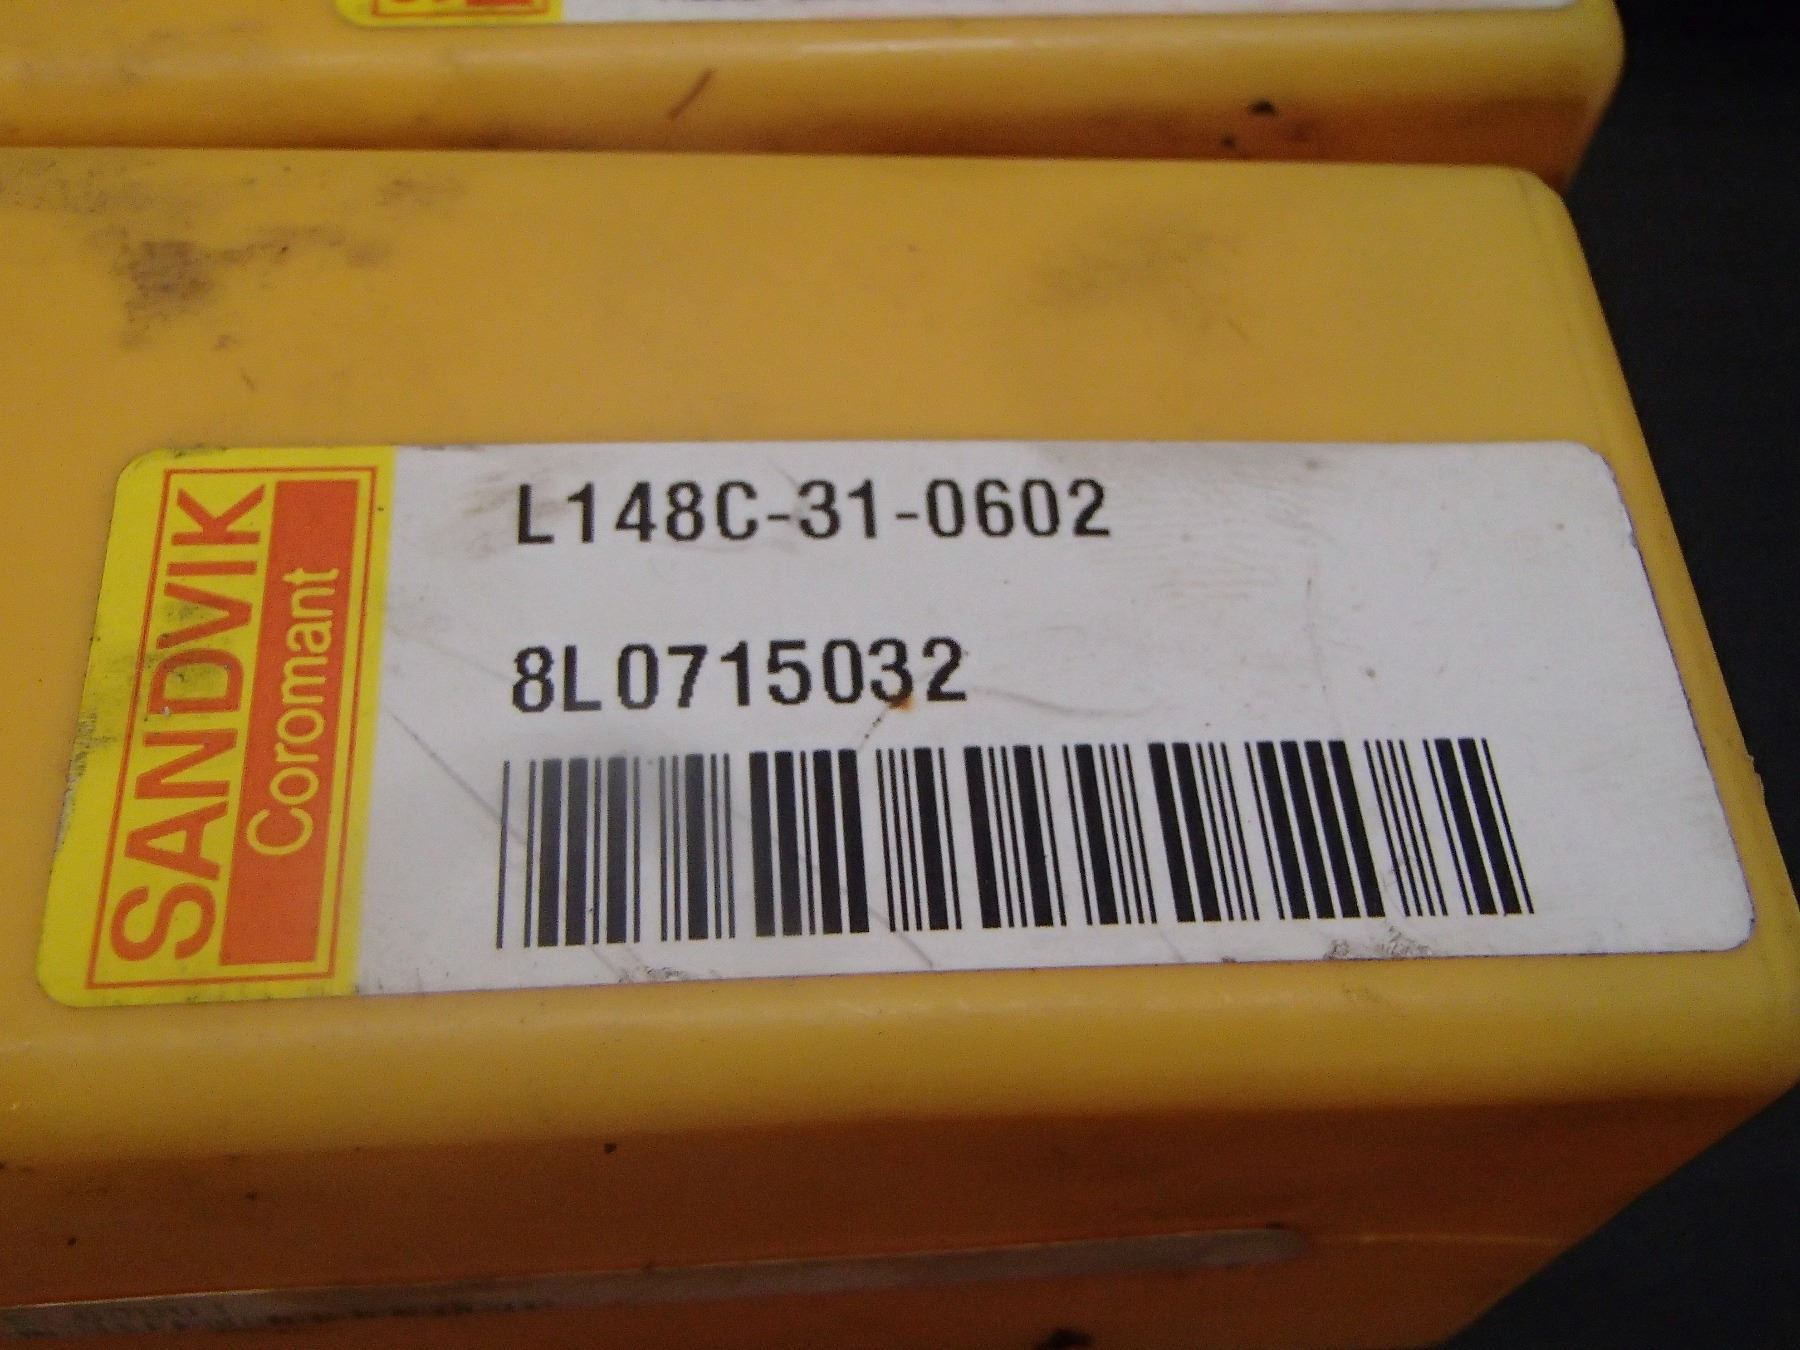 SANDVIK
Coromant
L148C-31-0602
8L0715032